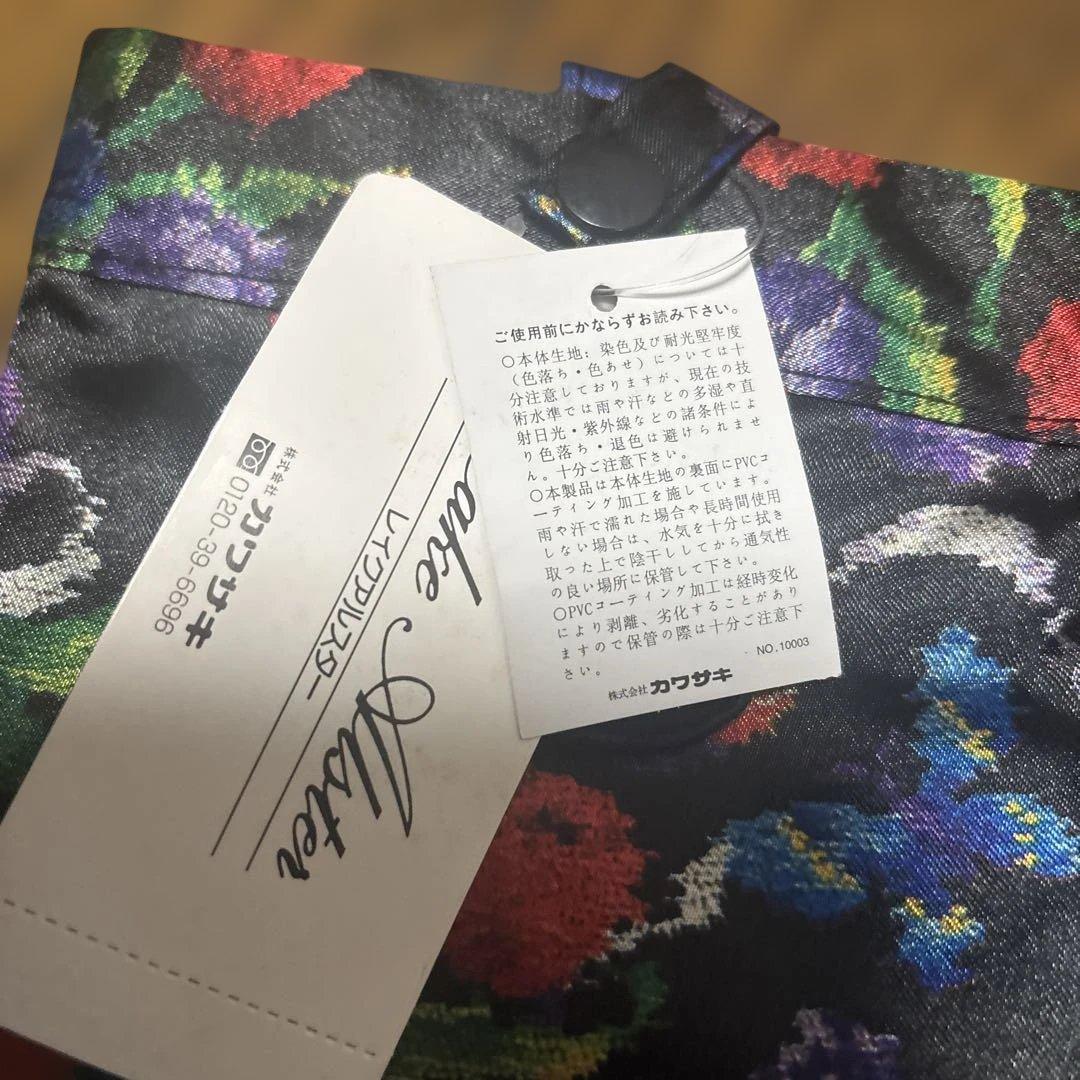 ご使用前にかならずお読み下さい。
○本体生地：染色及び耐光堅牢度
（色落ち・色あせ）については十
分注意しておりますが、現在の技
術水準では雨や汗などの多湿や直
射日光・紫外線などの諸条件によ
り色落ち・退色は避けられませ
ん。十分ご注意下さい。
○本製品は本体生地の裏面にPVCコ
ーティング加工を施しています。
雨や汗で濡れた場合や長時間使用
しない場合は、水気を十分に拭き
取った上で陰干ししてから通気性
の良い場所に保管して下さい。
○PVCコーティング加工は経時変化
により剥離、劣化することがあり
ますので保管の際は十分ご注意下
さい。
NO.10003
株式会社カワサキ
ake Alster
レイクアルスター
株式会社カワサキ
0120-39-6696